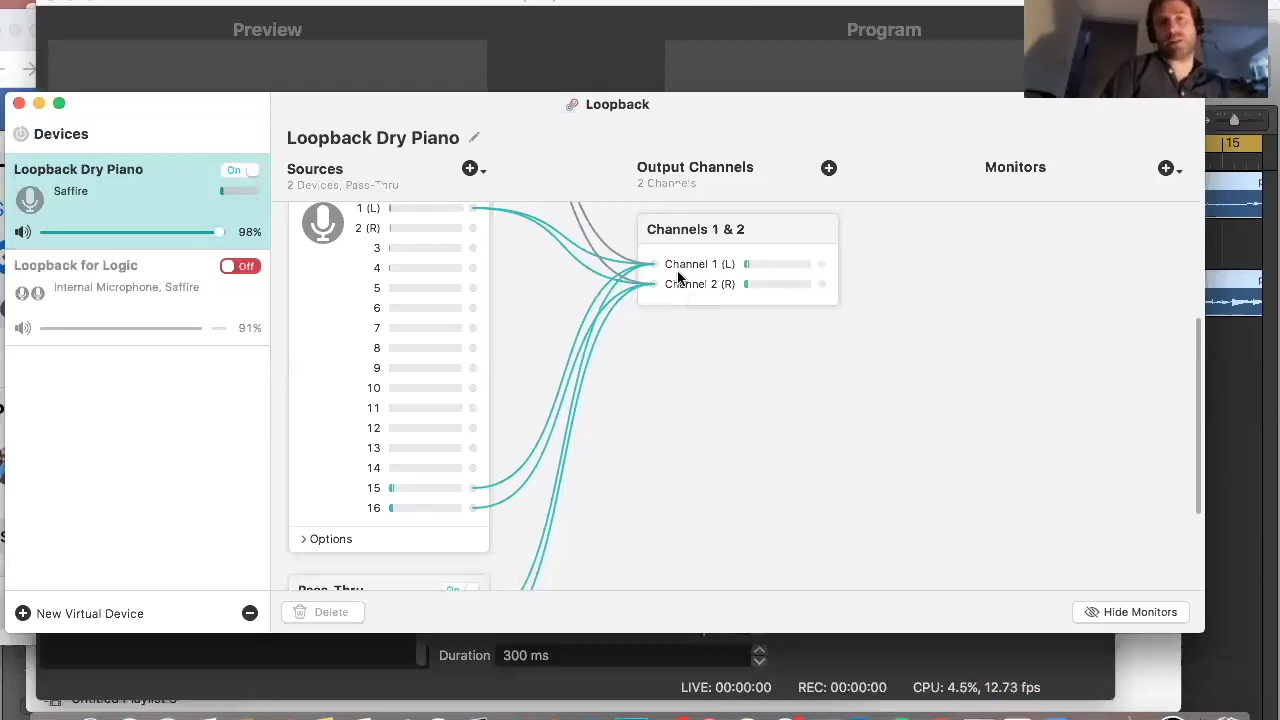 Preview
Program
Loopback
Devices
Loopback Dry Piano
On
Saffire
98%
Loopback for Logic
Off
Internal Microphone, Saffire
91%
New Virtual Device
Loopback Dry Piano
Sources
2 Devices, Pass-Thru
Output Channels
2 Channels
Monitors
1 (L)
2 (R)
3
4
5
6
7
8
9
10
11
12
13
14
15
16
Options
Pass-Thru
On
Channels 1 & 2
Channel 1 (L)
Channel 2 (R)
Delete
Hide Monitors
15
Duration
300 ms
LIVE: 00:00:00
REC: 00:00:00
CPU: 4.5%, 12.73 fps